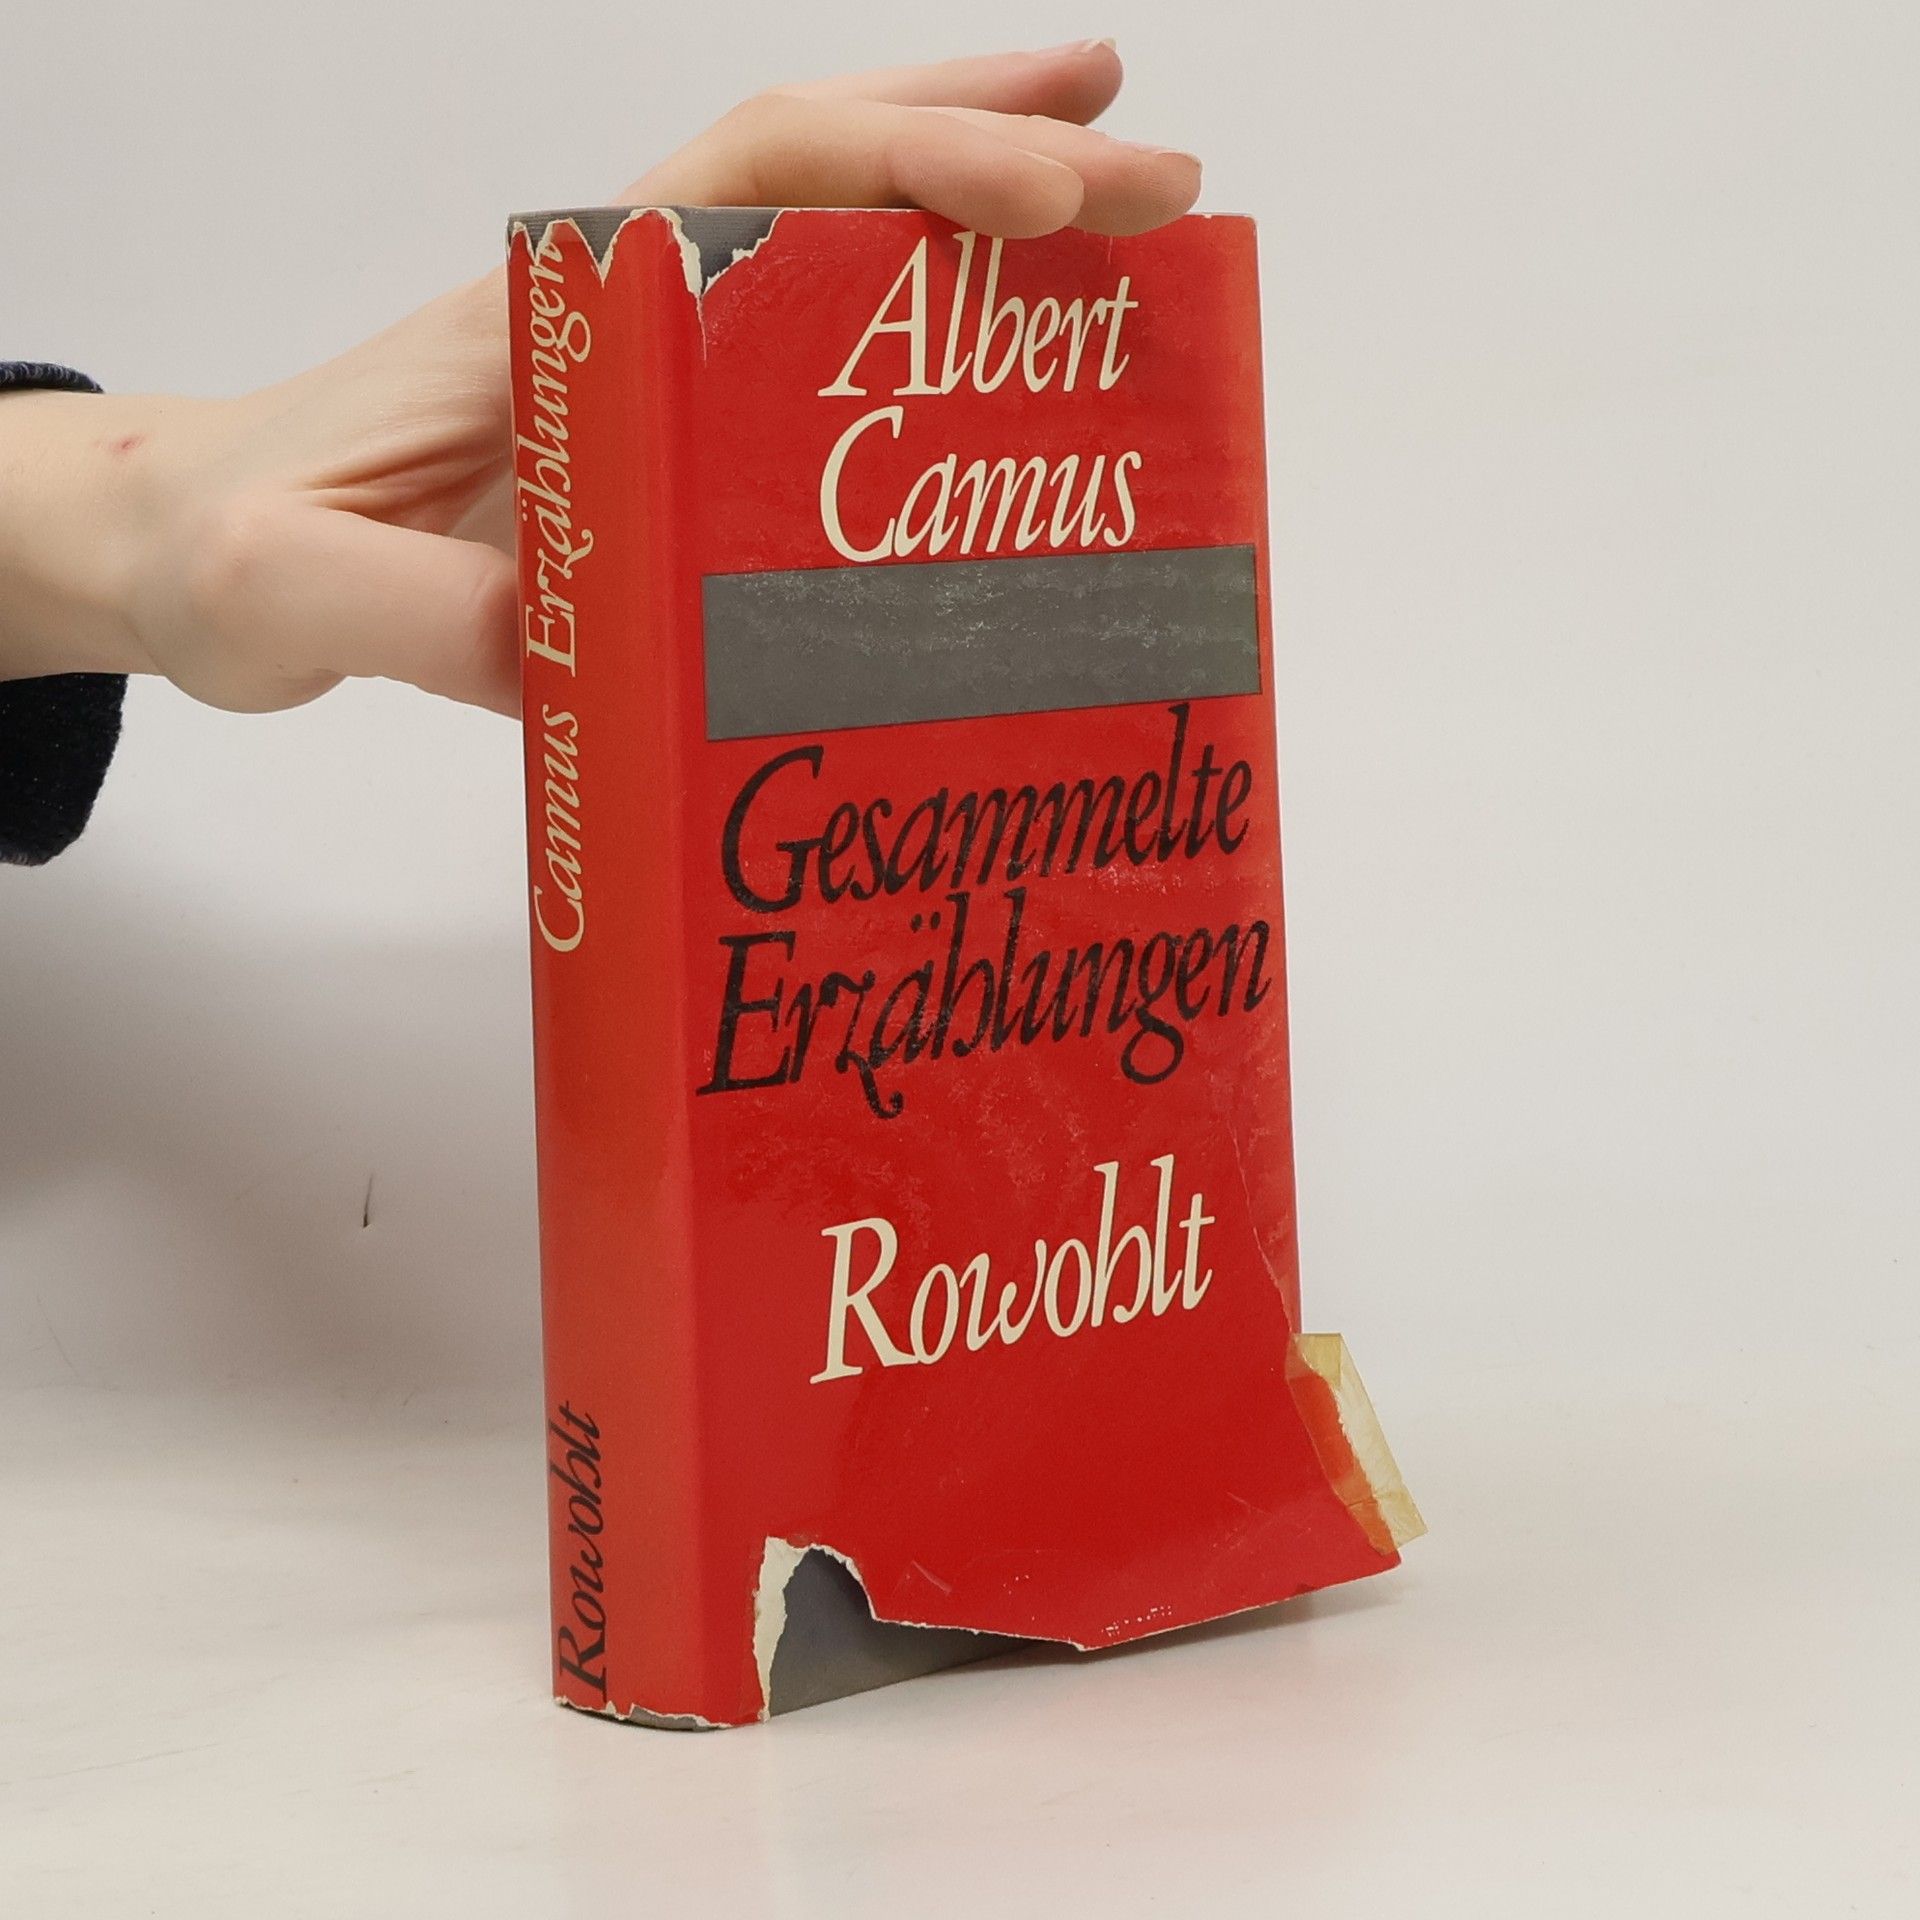 Albert
Camus
Gesammelte
Erzählungen
Rowohlt
Camus Erzählungen
Rowohlt